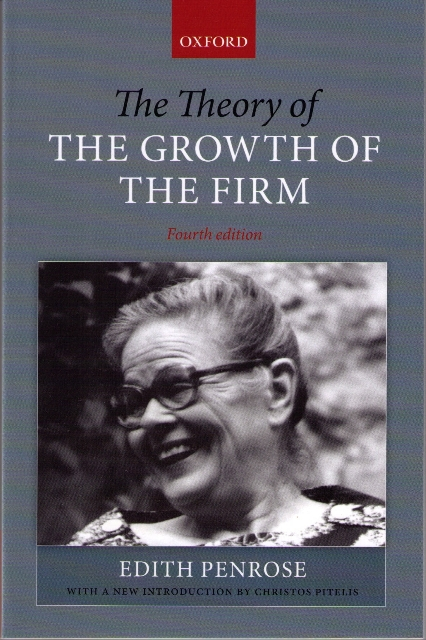 OXFORD
The Theory of
THE GROWTH OF
THE FIRM
Fourth edition
EDITH PENROSE
WITH A NEW INTRODUCTION BY CHRISTOS PITELIS